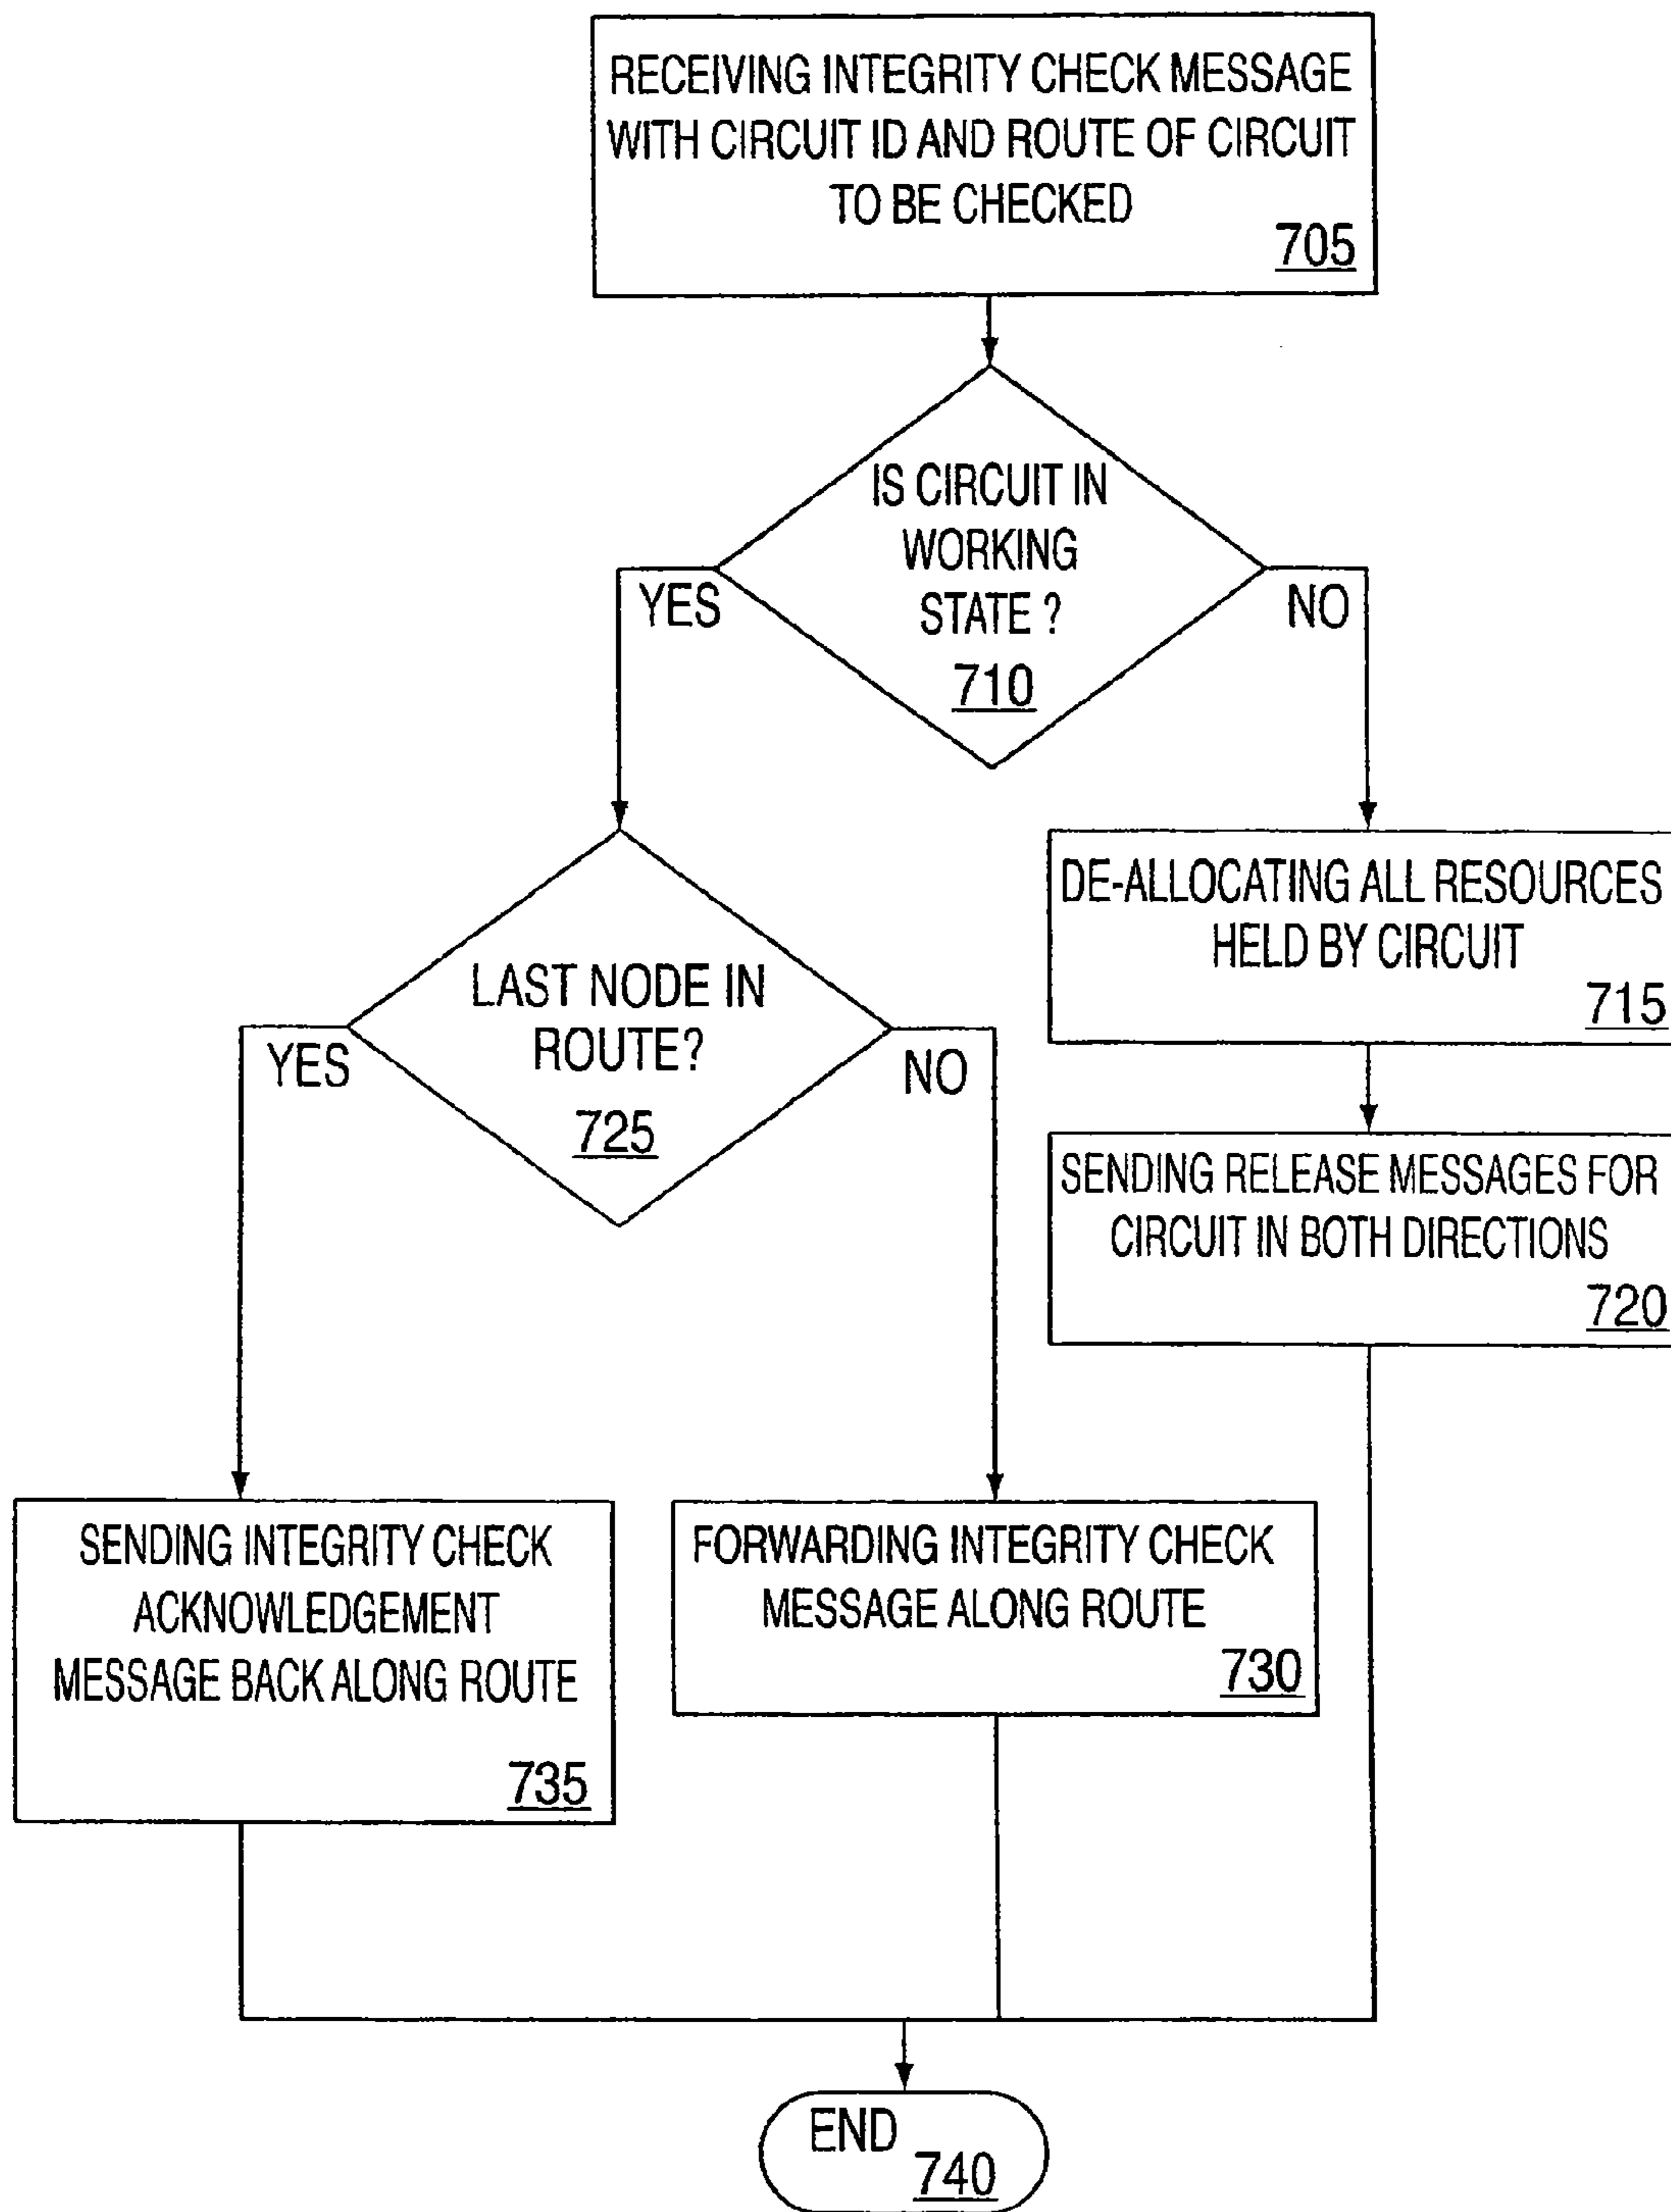 RECEIVING INTEGRITY CHECK MESSAGE
WITH CIRCUIT ID AND ROUTE OF CIRCUIT
TO BE CHECKED
705
IS CIRCUIT IN
WORKING
STATE ?
710
YES
NO
DE-ALLOCATING ALL RESOURCES
HELD BY CIRCUIT
715
LAST NODE IN
ROUTE?
725
YES
NO
SENDING RELEASE MESSAGES FOR
CIRCUIT IN BOTH DIRECTIONS
720
SENDING INTEGRITY CHECK
ACKNOWLEDGEMENT
MESSAGE BACK ALONG ROUTE
735
FORWARDING INTEGRITY CHECK
MESSAGE ALONG ROUTE
730
END
740